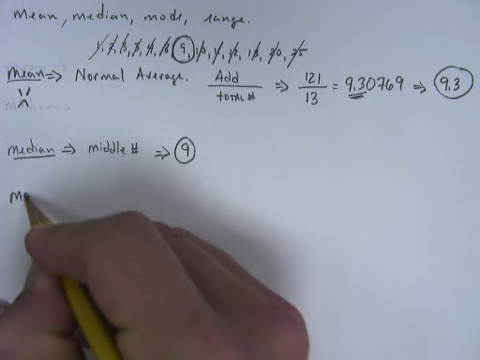 Mean, median, mode, range.
9,
mean => Normal Average. Add / TOTAL # => 121 / 13 = 9.30769 => 9.3
median => middle # => 9
mo